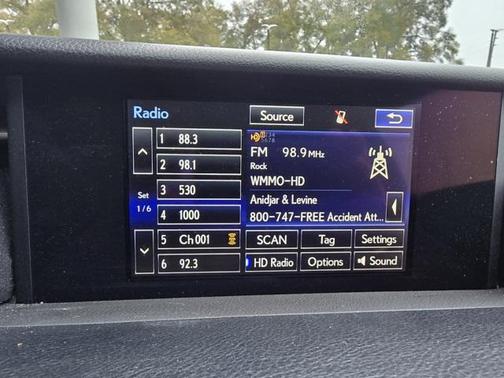 Radio
Source
1 88.3
2 98.1
3 530
4 1000
5 Ch 001
6 92.3
Set
1/6
FM 98.9 MHz
Rock
WMMO-HD
Anidjar & Levine
800-747-FREE Accident Att...
SCAN
Tag
Settings
HD Radio
Options
Sound